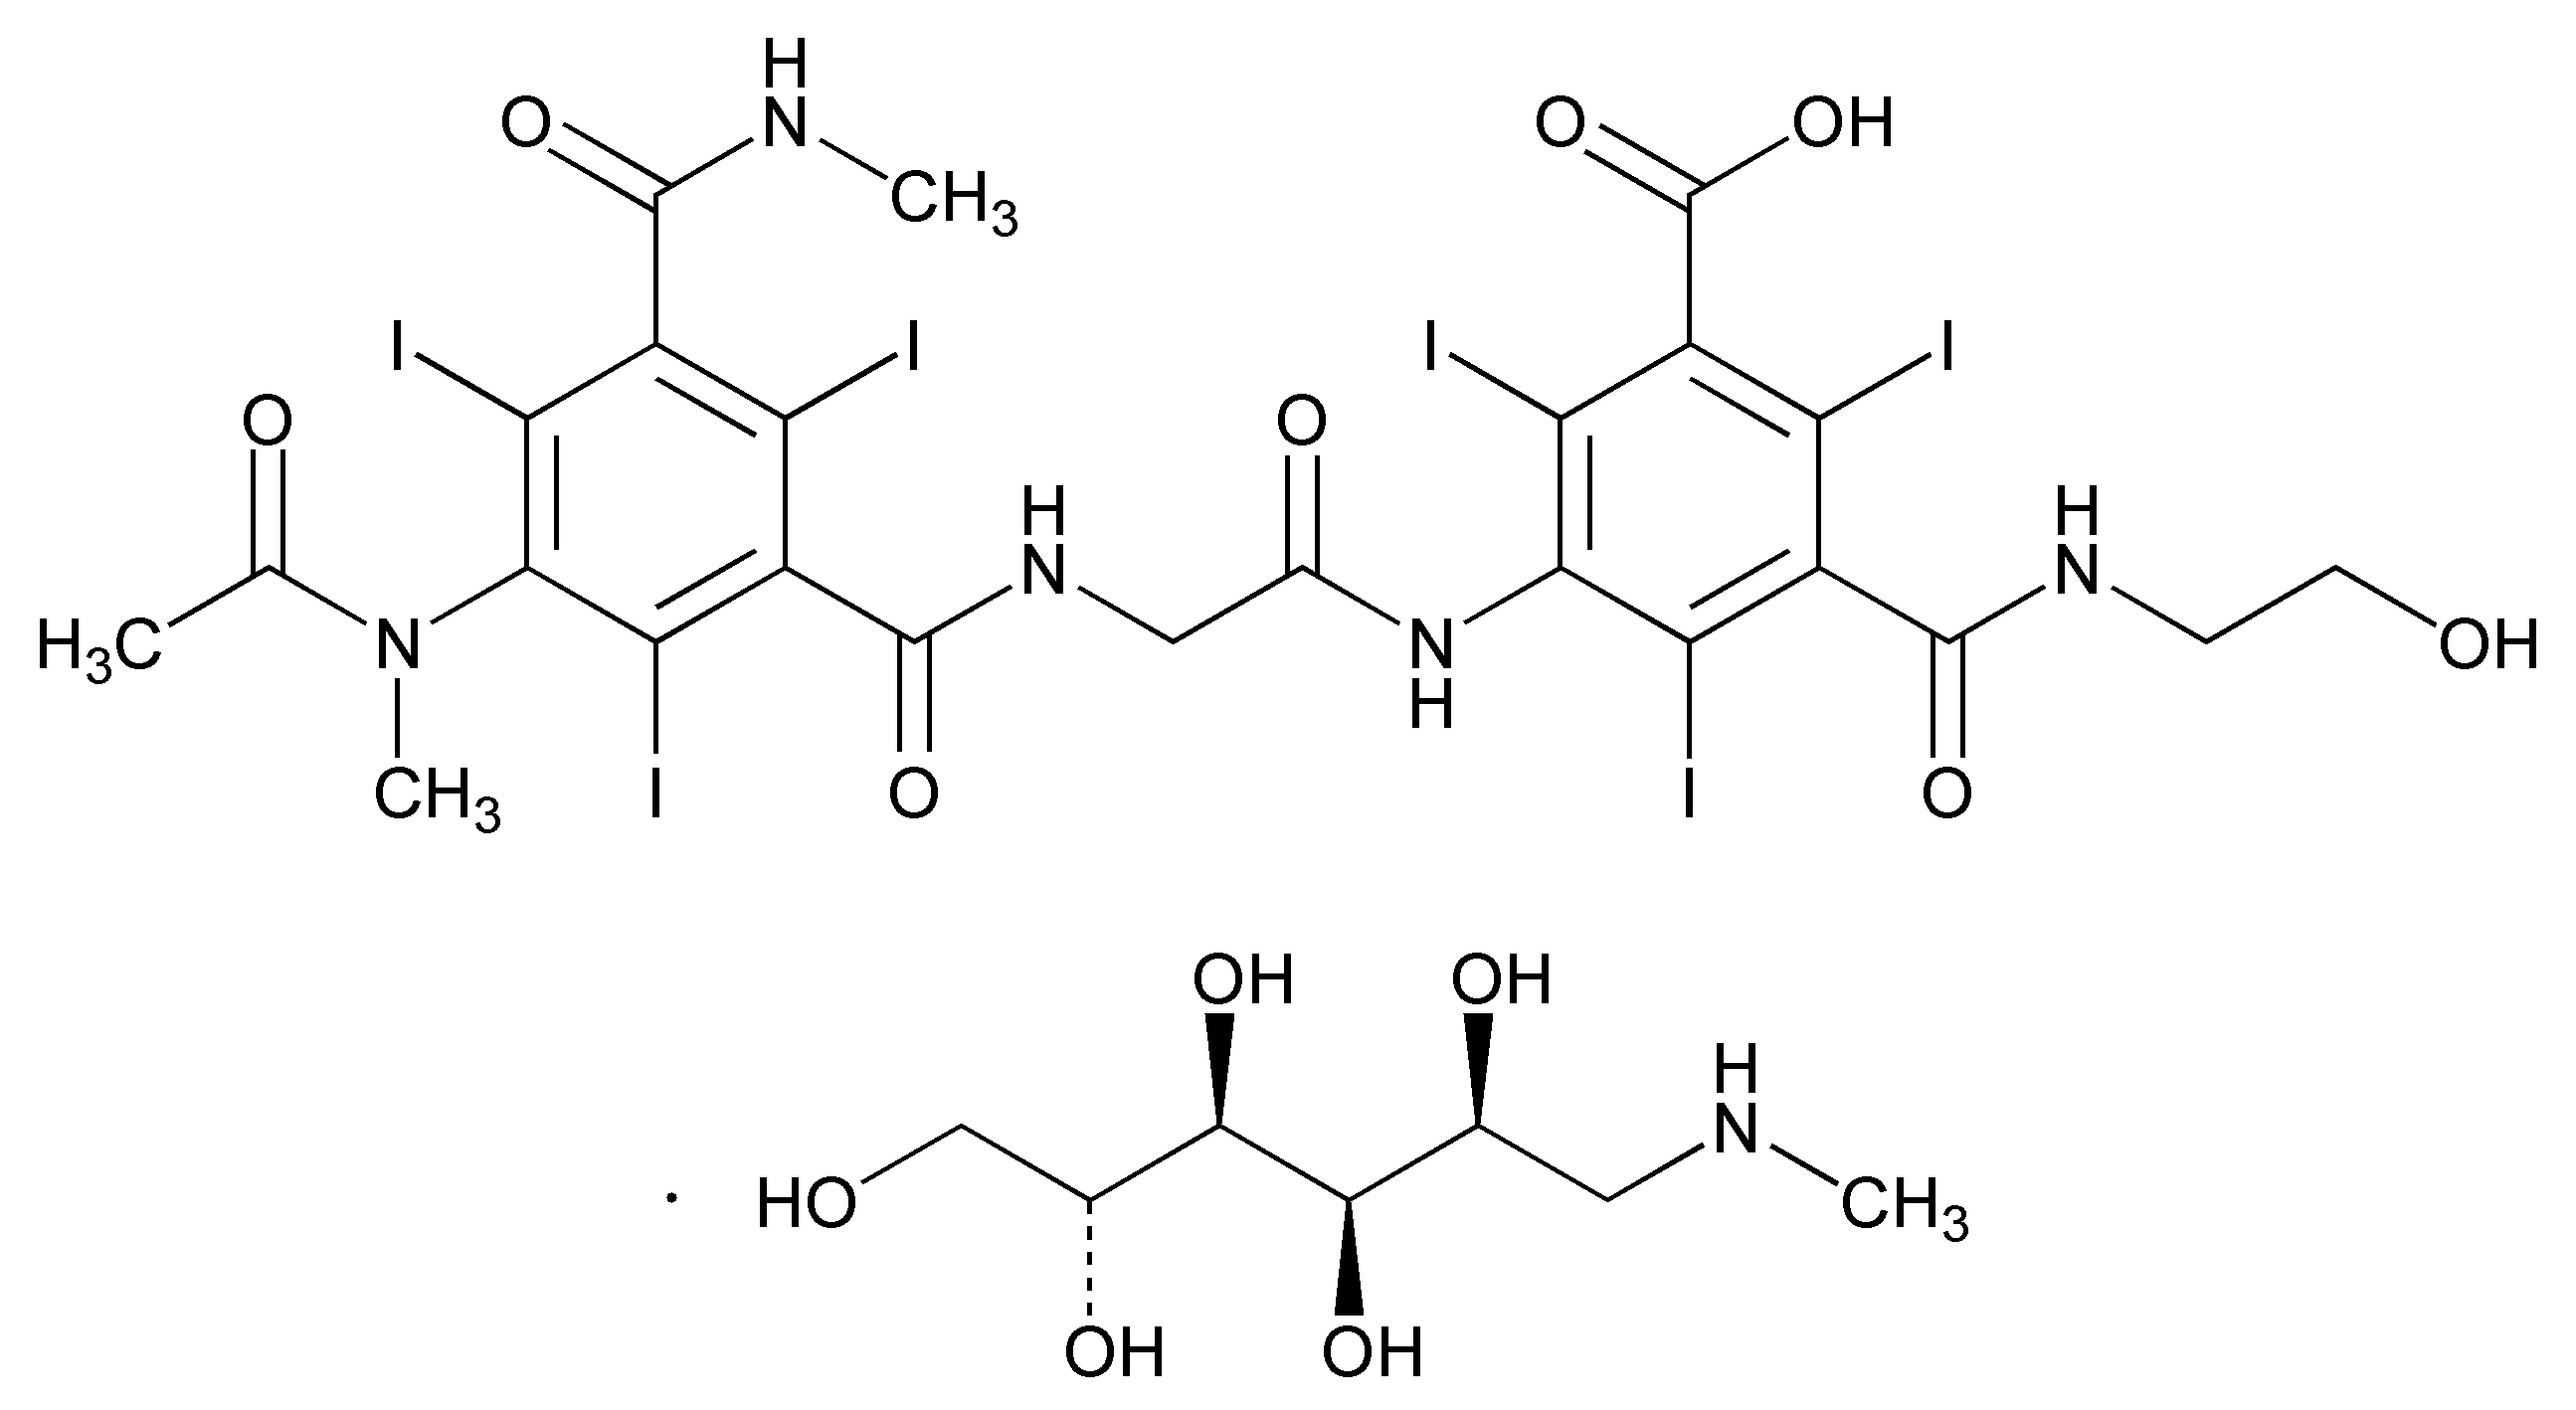 H
O N CH3
O OH
I I I I
O O
H H
N N
H3C N N OH
H
CH3 I O I O
OH OH
H
N
· HO CH3
OH OH